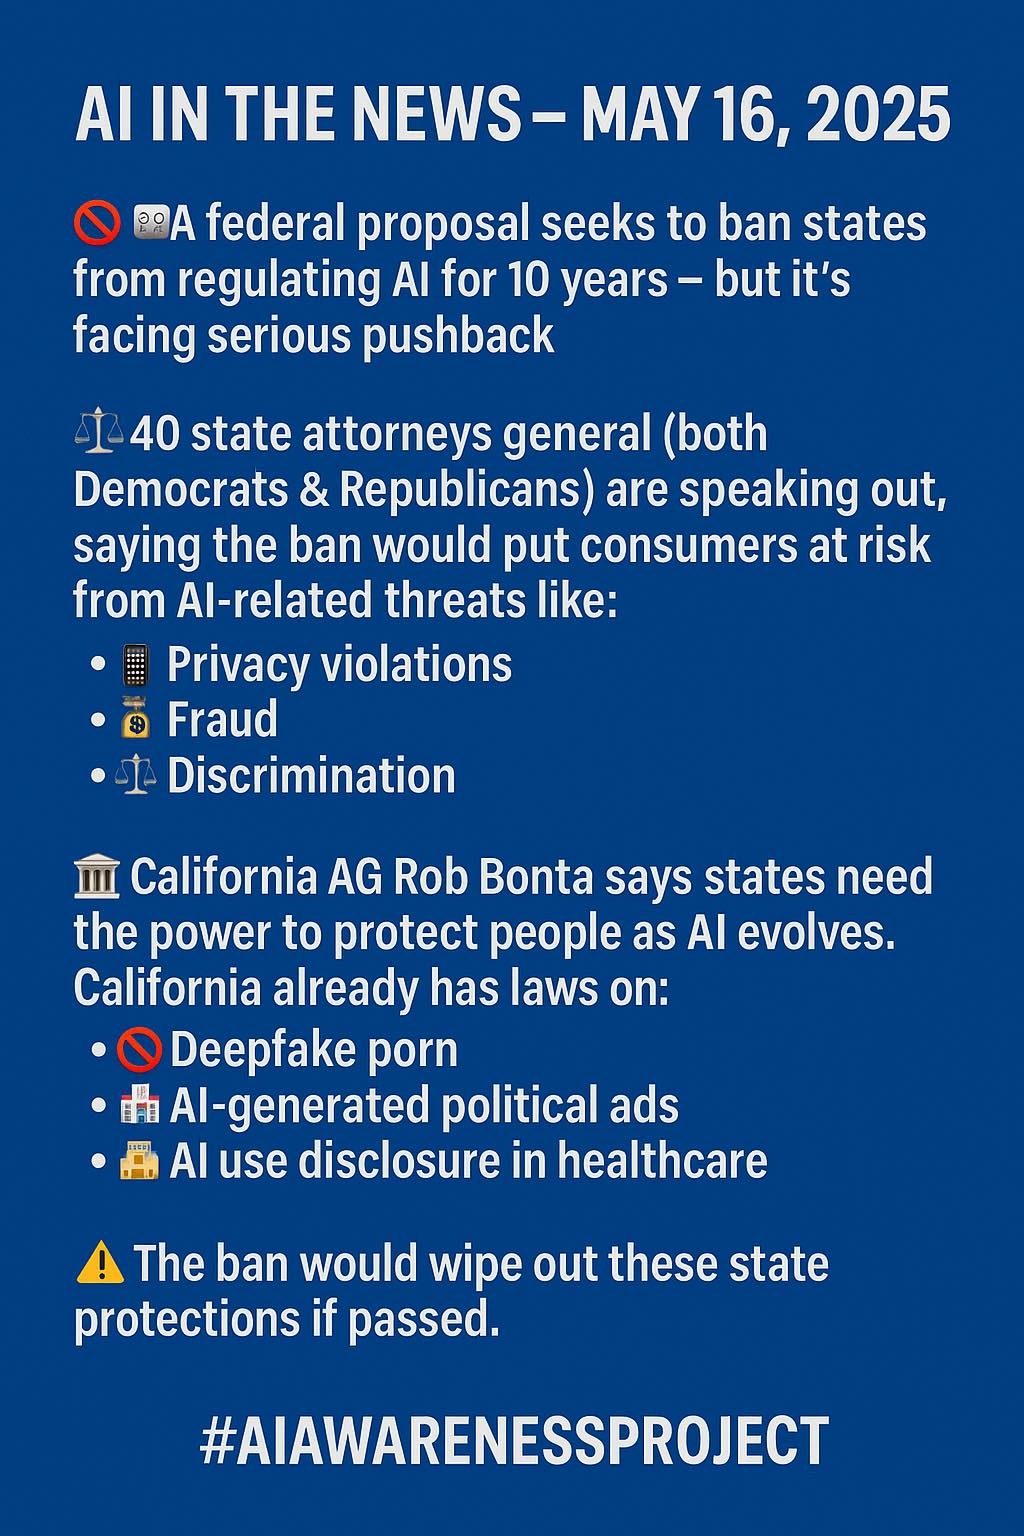 AI IN THE NEWS – MAY 16, 2025
A federal proposal seeks to ban states
from regulating AI for 10 years – but it’s
facing serious pushback
40 state attorneys general (both
Democrats & Republicans) are speaking out,
saying the ban would put consumers at risk
from AI-related threats like:
• Privacy violations
• Fraud
• Discrimination
California AG Rob Bonta says states need
the power to protect people as AI evolves.
California already has laws on:
• Deepfake porn
• AI-generated political ads
• AI use disclosure in healthcare
The ban would wipe out these state
protections if passed.
#AIAWARENESSPROJECT